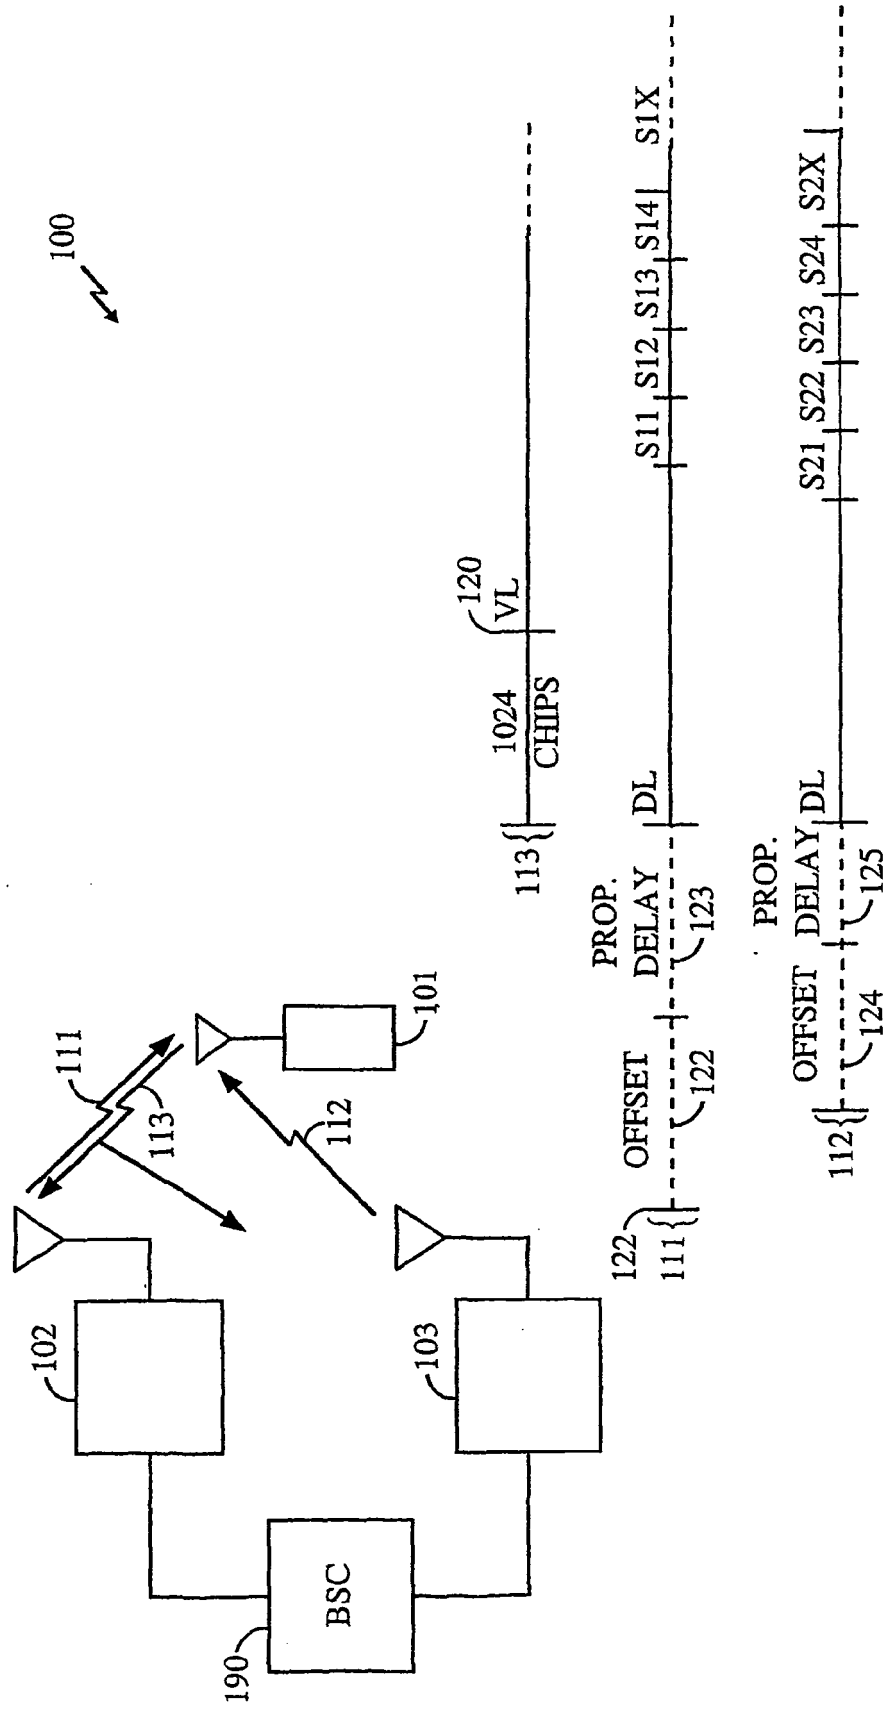 100
111
113
102
101
112
103
190
BSC
120
113
1024
VL
CHIPS
PROP.
122
OFFSET
DELAY
DL
S11
S12
S13
S14
S1X
111
122
123
PROP.
OFFSET
DELAY
DL
S21
S22
S23
S24
S2X
112
124
125